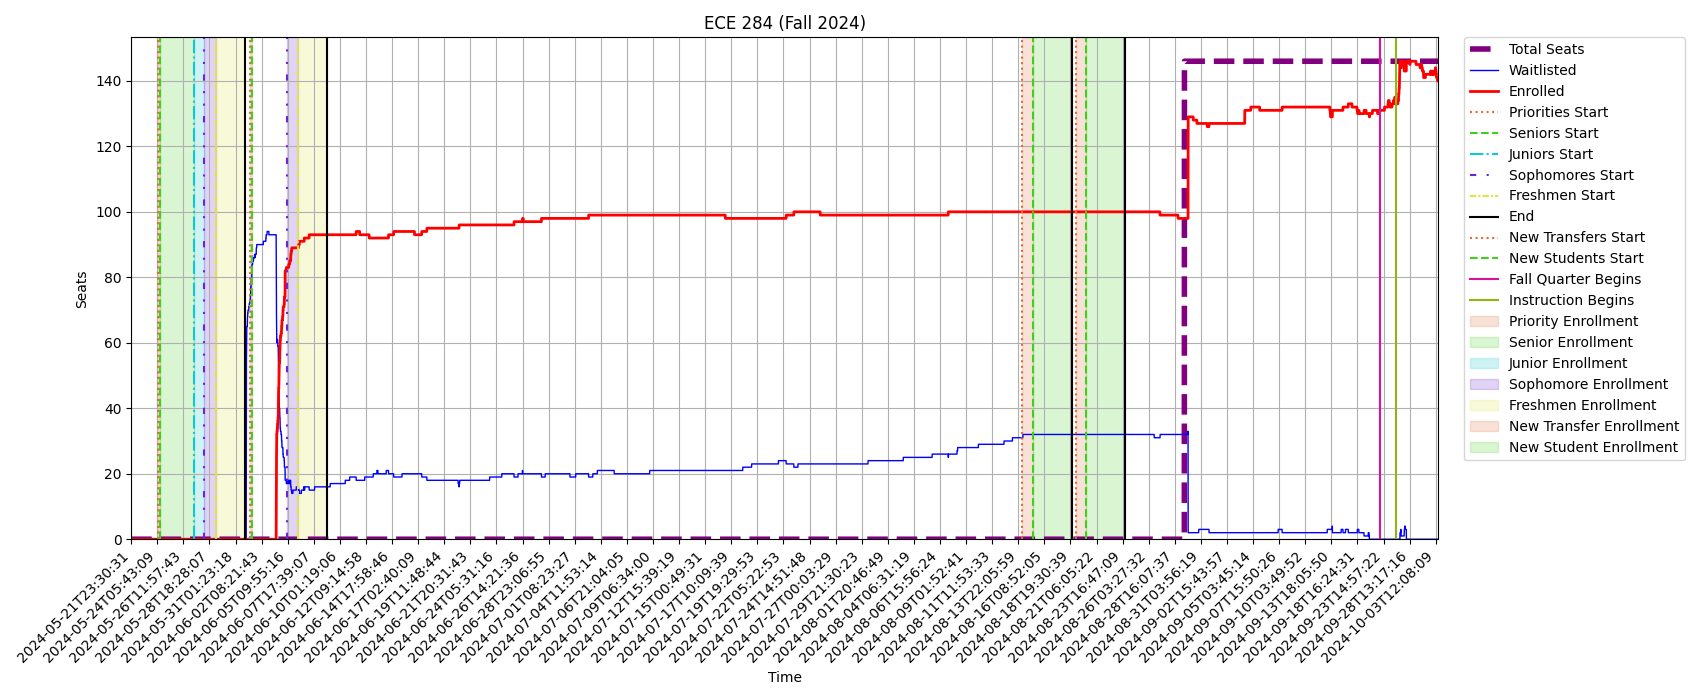 ECE 284 (Fall 2024)
Seats
140
120
100
80
60
40
20
0
2024-05-21T23:30:31
2024-05-24T05:43:09
2024-05-26T11:57:43
2024-05-28T18:28:07
2024-05-31T01:23:18
2024-06-02T08:21:43
2024-06-05T09:55:16
2024-06-07T17:39:07
2024-06-10T01:19:06
2024-06-12T09:14:58
2024-06-14T17:58:46
2024-06-17T02:40:09
2024-06-19T11:48:44
2024-06-21T20:31:43
2024-06-24T05:31:16
2024-06-26T14:21:36
2024-06-28T23:06:55
2024-07-01T08:23:27
2024-07-04T11:53:14
2024-07-06T21:04:05
2024-07-09T06:34:00
2024-07-12T15:39:19
2024-07-15T00:49:31
2024-07-17T10:09:39
2024-07-19T19:29:53
2024-07-22T05:22:53
2024-07-24T14:51:48
2024-07-27T00:03:29
2024-07-29T21:30:23
2024-08-01T20:46:49
2024-08-04T06:31:19
2024-08-06T15:56:24
2024-08-09T01:52:41
2024-08-11T11:53:33
2024-08-13T22:05:59
2024-08-16T08:52:05
2024-08-18T19:30:39
2024-08-21T06:05:22
2024-08-23T16:47:09
2024-08-26T03:27:32
2024-08-28T16:07:37
2024-08-31T03:56:19
2024-09-02T15:43:57
2024-09-05T03:45:14
2024-09-07T15:50:26
2024-09-10T03:49:52
2024-09-13T18:05:50
2024-09-18T16:24:31
2024-09-23T14:57:22
2024-09-28T13:17:16
2024-10-03T12:08:09
Time
Total Seats
Waitlisted
Enrolled
Priorities Start
Seniors Start
Juniors Start
Sophomores Start
Freshmen Start
End
New Transfers Start
New Students Start
Fall Quarter Begins
Instruction Begins
Priority Enrollment
Senior Enrollment
Junior Enrollment
Sophomore Enrollment
Freshmen Enrollment
New Transfer Enrollment
New Student Enrollment